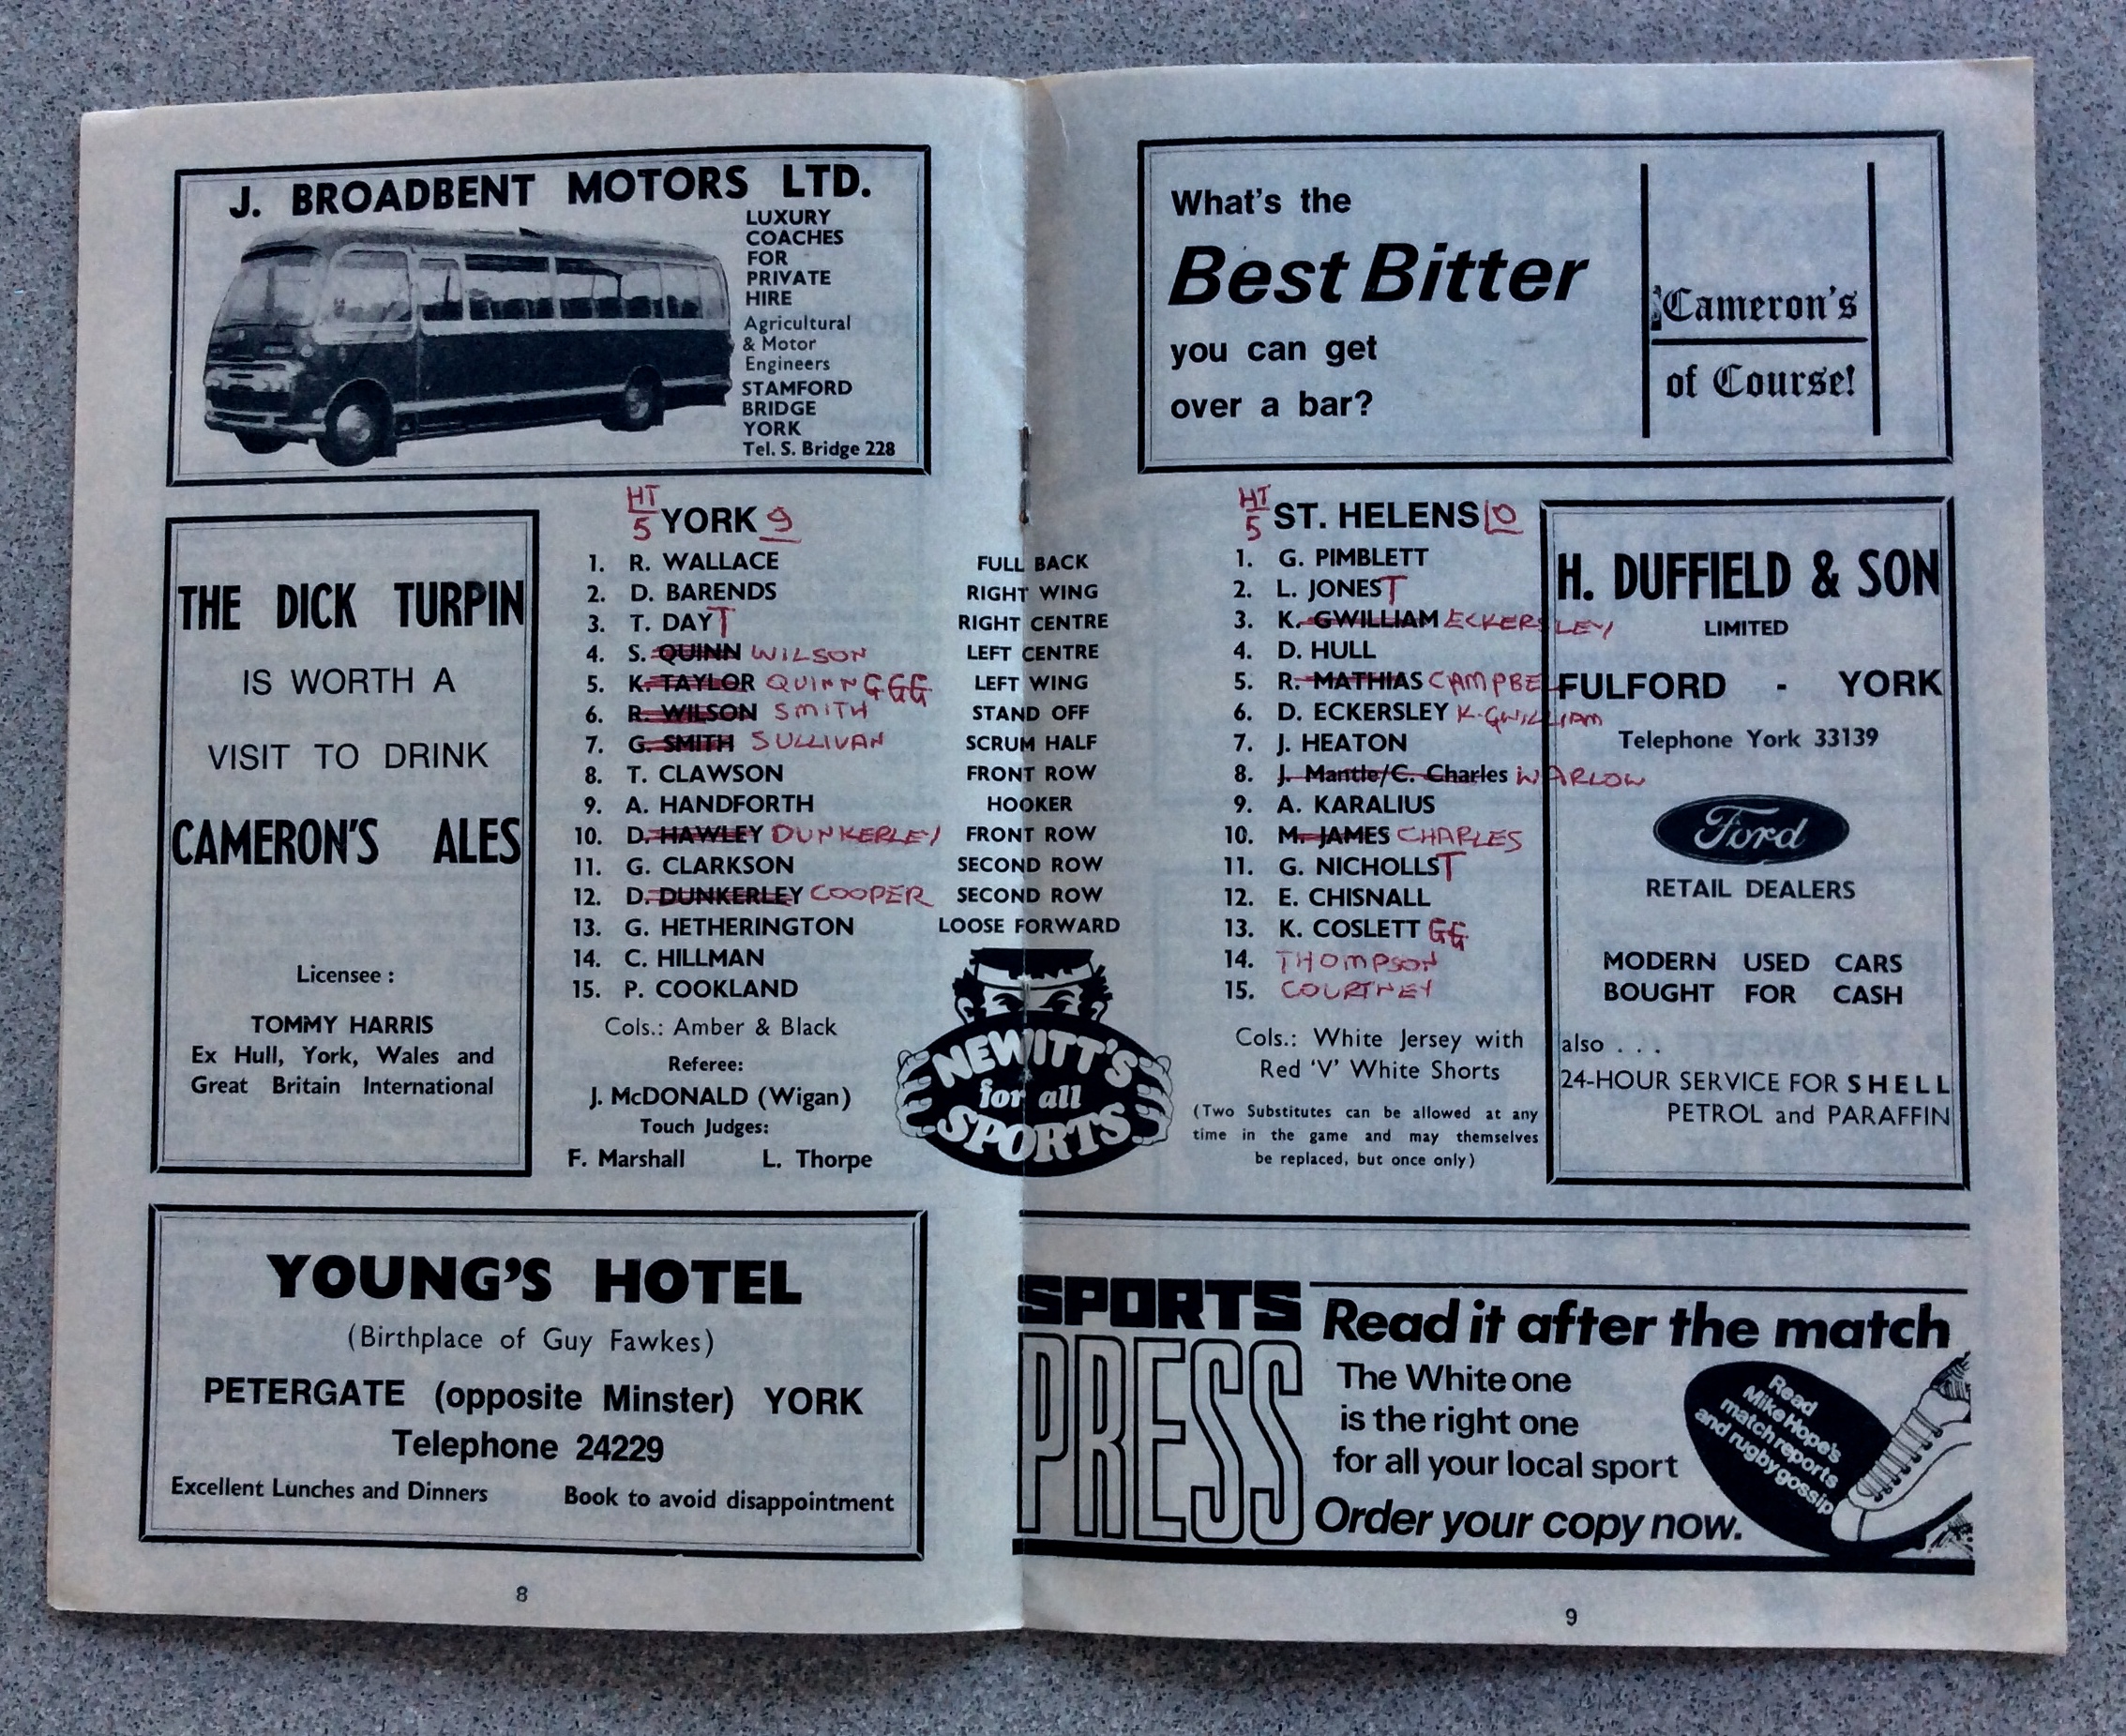 J. BROADBENT MOTORS LTD.
LUXURY
COACHES
FOR
PRIVATE
HIRE
Agricultural
& Motor
Engineers
STAMFORD
BRIDGE
YORK
Tel. S. Bridge 228
THE DICK TURPIN
IS WORTH A
VISIT TO DRINK
CAMERON'S ALES
Licensee :
TOMMY HARRIS
Ex Hull, York, Wales and
Great Britain International
HT
5 YORK 9
1. R. WALLACE
2. D. BARENDS
3. T. DAY T
4. S. QUINN WILSON
5. K. TAYLOR QUINN GGG
6. R. WILSON SMITH
7. G. SMITH SULLIVAN
8. T. CLAWSON
9. A. HANDFORTH
10. D. HAWLEY DUNKERLEY
11. G. CLARKSON
12. D. DUNKERLEY COOPER
13. G. HETHERINGTON
14. C. HILLMAN
15. P. COOKLAND
Cols.: Amber & Black
Referee:
J. McDONALD (Wigan)
Touch Judges:
F. Marshall L. Thorpe
FULL BACK
RIGHT WING
RIGHT CENTRE
LEFT CENTRE
LEFT WING
STAND OFF
SCRUM HALF
FRONT ROW
HOOKER
FRONT ROW
SECOND ROW
SECOND ROW
LOOSE FORWARD
NEWITT'S
for all
SPORTS
YOUNG'S HOTEL
(Birthplace of Guy Fawkes)
PETERGATE (opposite Minster) YORK
Telephone 24229
Excellent Lunches and Dinners Book to avoid disappointment
8
What's the
Best Bitter
you can get
over a bar?
Cameron's
of Course!
HT
5 ST. HELENS 10
1. G. PIMBLETT
2. L. JONES T
3. K. GWILLIAM ECKERSLEY
4. D. HULL
5. R. MATHIAS CAMPBE
6. D. ECKERSLEY K. GWILLIAM
7. J. HEATON
8. J. Mantle/C. Charles WARLOW
9. A. KARALIUS
10. M. JAMES CHARLES
11. G. NICHOLLS T
12. E. CHISNALL
13. K. COSLETT GG
14. THOMPSON
15. COURTNEY
Cols.: White Jersey with
Red 'V' White Shorts
(Two Substitutes can be allowed at any
time in the game and may themselves
be replaced, but once only)
H. DUFFIELD & SON
LIMITED
FULFORD - YORK
Telephone York 33139
Ford
RETAIL DEALERS
MODERN USED CARS
BOUGHT FOR CASH
also . . .
24-HOUR SERVICE FOR SHELL
PETROL and PARAFFIN
SPORTS
PRESS
Read it after the match
The White one
is the right one
for all your local sport
Order your copy now.
Read
Mike Hope's
match reports
and rugby gossip
9